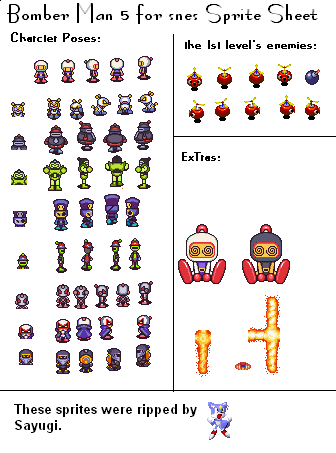 Bomber Man 5 for snes Sprite Sheet
Charcter Poses:
the 1st level's enemies:
ExTras:
These sprites were ripped by
Sayugi.